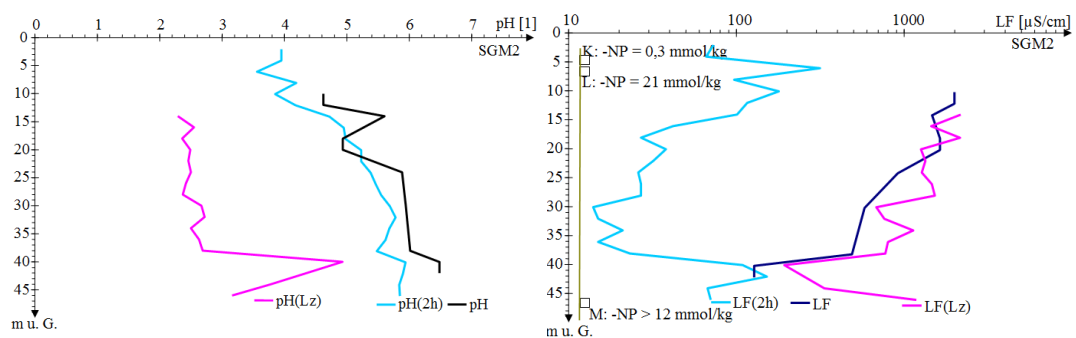 0 1 2 3 4 5 6 7 pH [1]
SGM2
0
5
10
15
20
25
30
35
40
45
m u. G.
pH(Lz) pH(2h) pH
10 100 1000 LF [µS/cm]
SGM2
0
5
10
15
20
25
30
35
40
45
m u. G.
K: -NP = 0,3 mmol/kg
L: -NP = 21 mmol/kg
LF(2h) LF LF(Lz)
M: -NP > 12 mmol/kg